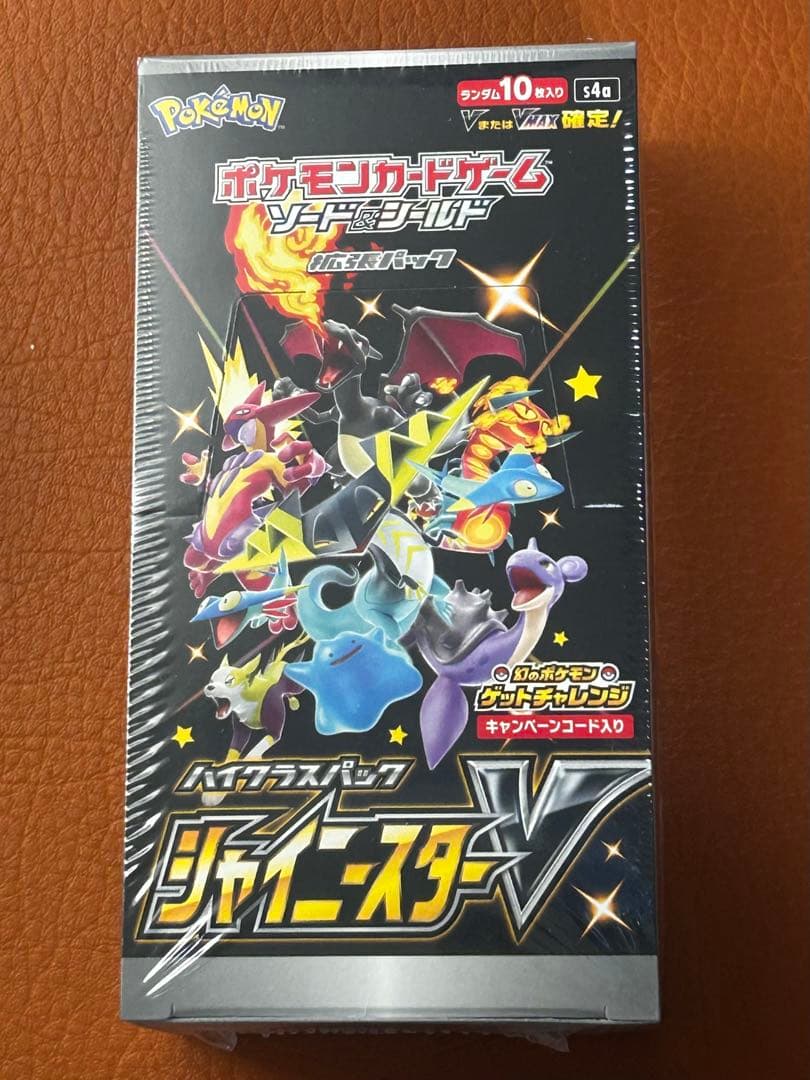 POKÉMON
ランダム10枚入り s4a
VまたはVMAX確定！
ポケモンカードゲーム
ソード&シールド
拡張パック
幻のポケモン
ゲットチャレンジ
キャンペーンコード入り
ハイクラスパック
シャイニースターV